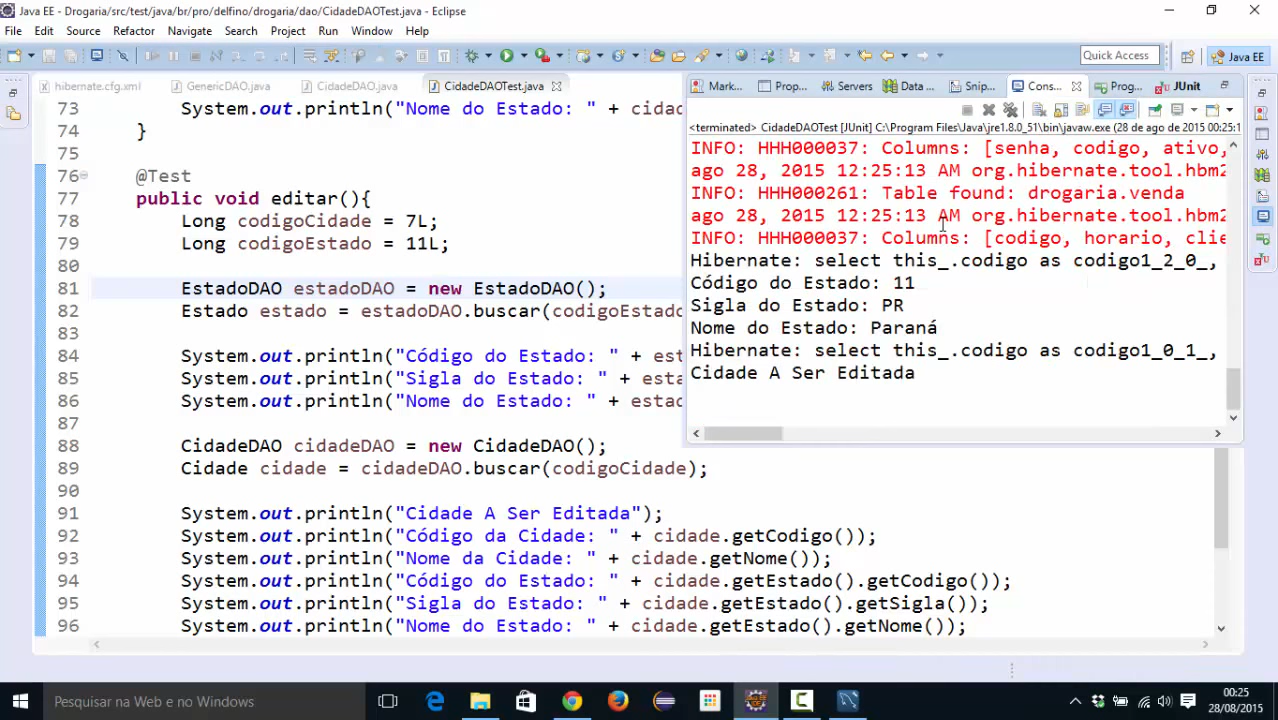 Java EE - Drogaria/src/test/java/br/pro/delfino/drogaria/dao/CidadeDAOTest.java - Eclipse
File Edit Source Refactor Navigate Search Project Run Window Help
Quick Access
Java EE
hibernate.cfg.xml GenericDAO.java CidadeDAO.java CidadeDAOTest.java
73 System.out.println("Nome do Estado: " + cidad
74 }
75
76 @Test
77 public void editar(){
78 Long codigoCidade = 7L;
79 Long codigoEstado = 11L;
80
81 EstadoDAO estadoDAO = new EstadoDAO();
82 Estado estado = estadoDAO.buscar(codigoEstado
84 System.out.println("Código do Estado: " + est
85 System.out.println("Sigla do Estado: " + esta
86 System.out.println("Nome do Estado: " + estad
87
88 CidadeDAO cidadeDAO = new CidadeDAO();
89 Cidade cidade = cidadeDAO.buscar(codigoCidade);
90
91 System.out.println("Cidade A Ser Editada");
92 System.out.println("Código da Cidade: " + cidade.getCodigo());
93 System.out.println("Nome da Cidade: " + cidade.getNome());
94 System.out.println("Código do Estado: " + cidade.getEstado().getCodigo());
95 System.out.println("Sigla do Estado: " + cidade.getEstado().getSigla());
96 System.out.println("Nome do Estado: " + cidade.getEstado().getNome());
Mark... Prop... Servers Data ... Snip... Cons... Prog... JUnit
<terminated> CidadeDAOTest [JUnit] C:\Program Files\Java\jre1.8.0_51\bin\javaw.exe (28 de ago de 2015 00:25:1
INFO: HHH000037: Columns: [senha, codigo, ativo,
ago 28, 2015 12:25:13 AM org.hibernate.tool.hbm2
INFO: HHH000261: Table found: drogaria.venda
ago 28, 2015 12:25:13 AM org.hibernate.tool.hbm2
INFO: HHH000037: Columns: [codigo, horario, clie
Hibernate: select this_.codigo as codigo1_2_0_,
Código do Estado: 11
Sigla do Estado: PR
Nome do Estado: Paraná
Hibernate: select this_.codigo as codigo1_0_1_,
Cidade A Ser Editada
Pesquisar na Web e no Windows
00:25
28/08/2015